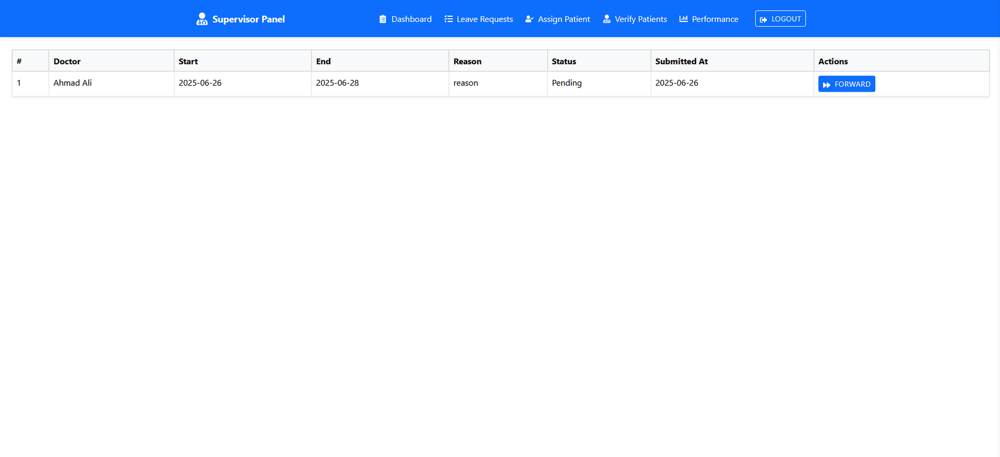 Supervisor Panel Dashboard Leave Requests Assign Patient Verify Patients Performance LOGOUT
# Doctor Start End Reason Status Submitted At Actions
1 Ahmad Ali 2025-06-26 2025-06-28 reason Pending 2025-06-26 FORWARD